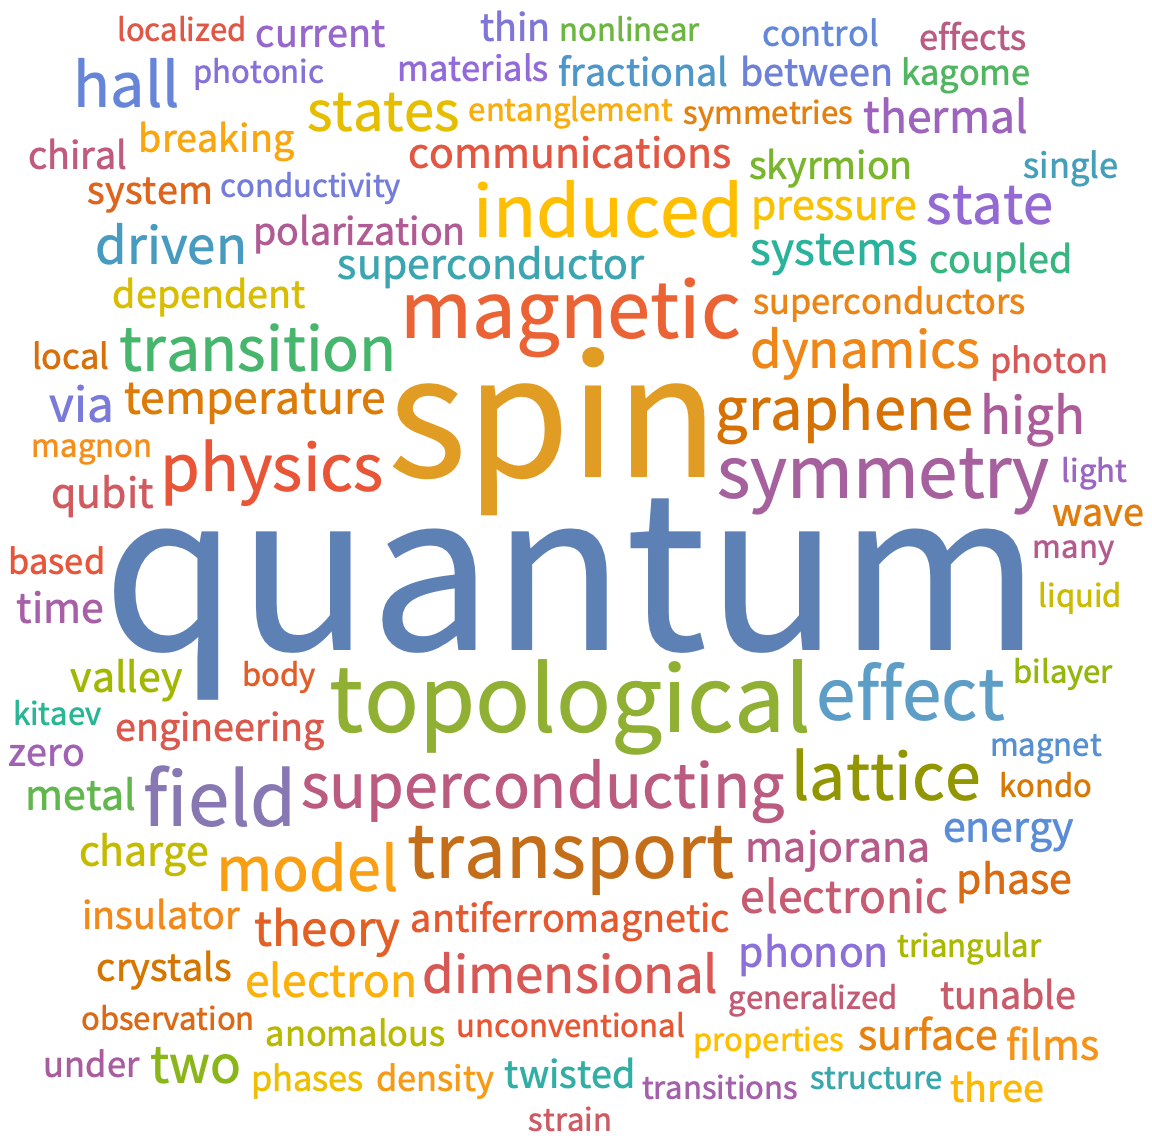 localized current thin nonlinear control effects
hall photonic materials fractional between kagome
states entanglement symmetries thermal
chiral breaking communications skyrmion single
system conductivity induced pressure state
driven polarization superconductor systems coupled
dependent magnetic superconductors
local transition dynamics photon
via temperature spin graphene high
magnon physics symmetry light
qubit wave
based quantum many
time liquid
valley body topological effect bilayer
kitaev engineering magnet
zero superconducting lattice kondo
metal field energy
charge model transport majorana phase
insulator theory antiferromagnetic electronic
crystals electron dimensional phonon triangular
generalized tunable
observation anomalous unconventional properties surface films
under two phases density twisted transitions structure three
strain